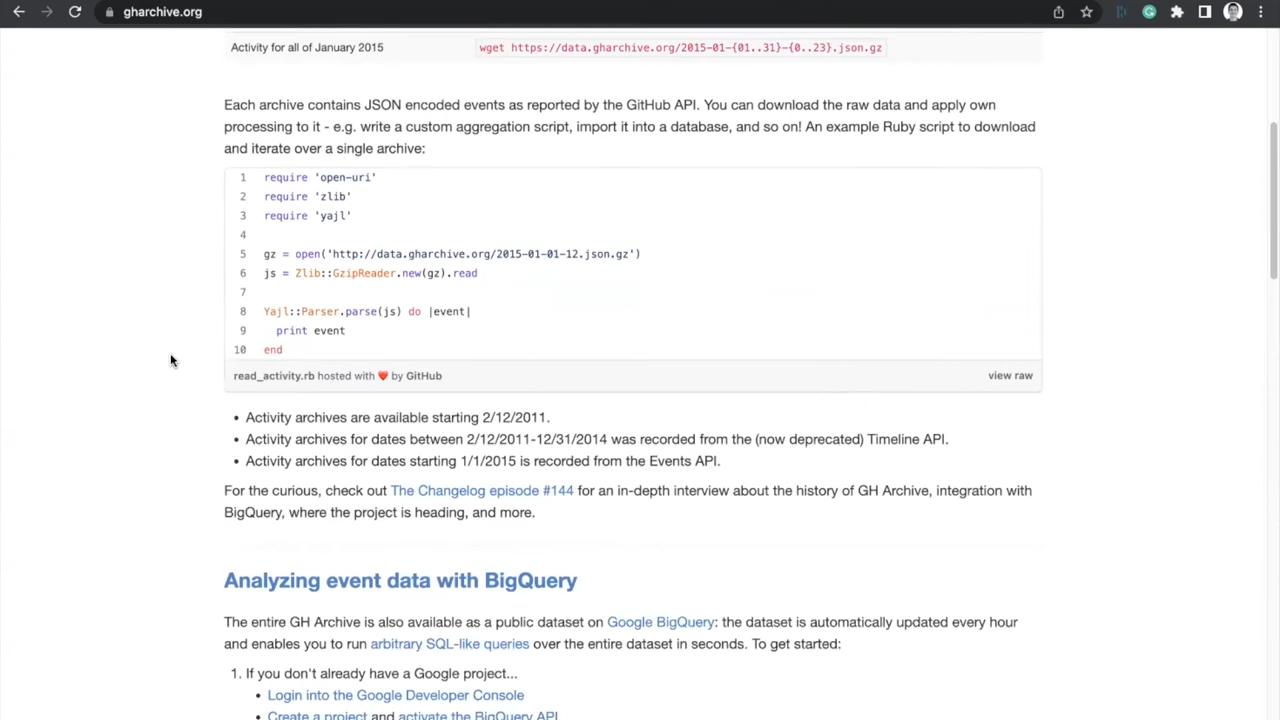 gharchive.org
Activity for all of January 2015 wget https://data.gharchive.org/2015-01-{01..31}-{0..23}.json.gz
Each archive contains JSON encoded events as reported by the GitHub API. You can download the raw data and apply own
processing to it - e.g. write a custom aggregation script, import it into a database, and so on! An example Ruby script to download
and iterate over a single archive:
1 require 'open-uri'
2 require 'zlib'
3 require 'yajl'
4
5 gz = open('http://data.gharchive.org/2015-01-01-12.json.gz')
6 js = Zlib::GzipReader.new(gz).read
7
8 Yajl::Parser.parse(js) do |event|
9 print event
10 end
read_activity.rb hosted with ❤ by GitHub view raw
• Activity archives are available starting 2/12/2011.
• Activity archives for dates between 2/12/2011-12/31/2014 was recorded from the (now deprecated) Timeline API.
• Activity archives for dates starting 1/1/2015 is recorded from the Events API.
For the curious, check out The Changelog episode #144 for an in-depth interview about the history of GH Archive, integration with
BigQuery, where the project is heading, and more.
Analyzing event data with BigQuery
The entire GH Archive is also available as a public dataset on Google BigQuery: the dataset is automatically updated every hour
and enables you to run arbitrary SQL-like queries over the entire dataset in seconds. To get started:
1. If you don't already have a Google project...
• Login into the Google Developer Console
• Create a project and activate the BigQuery API